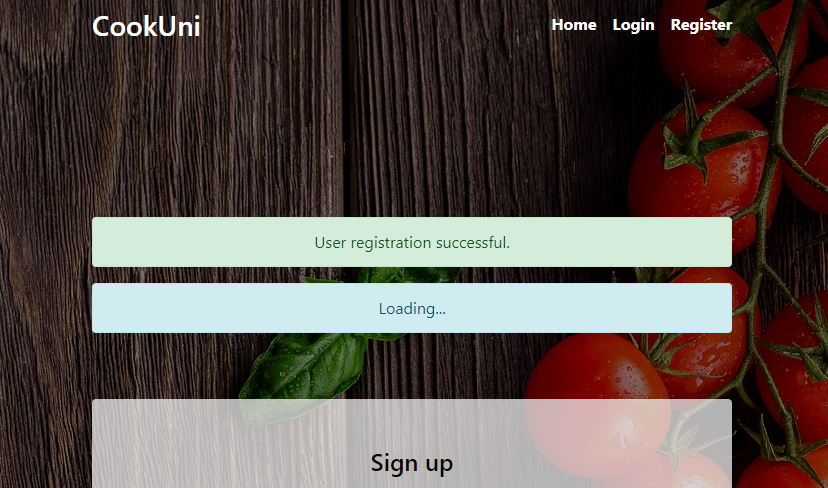 CookUni
Home Login Register
User registration successful.
Loading...
Sign up